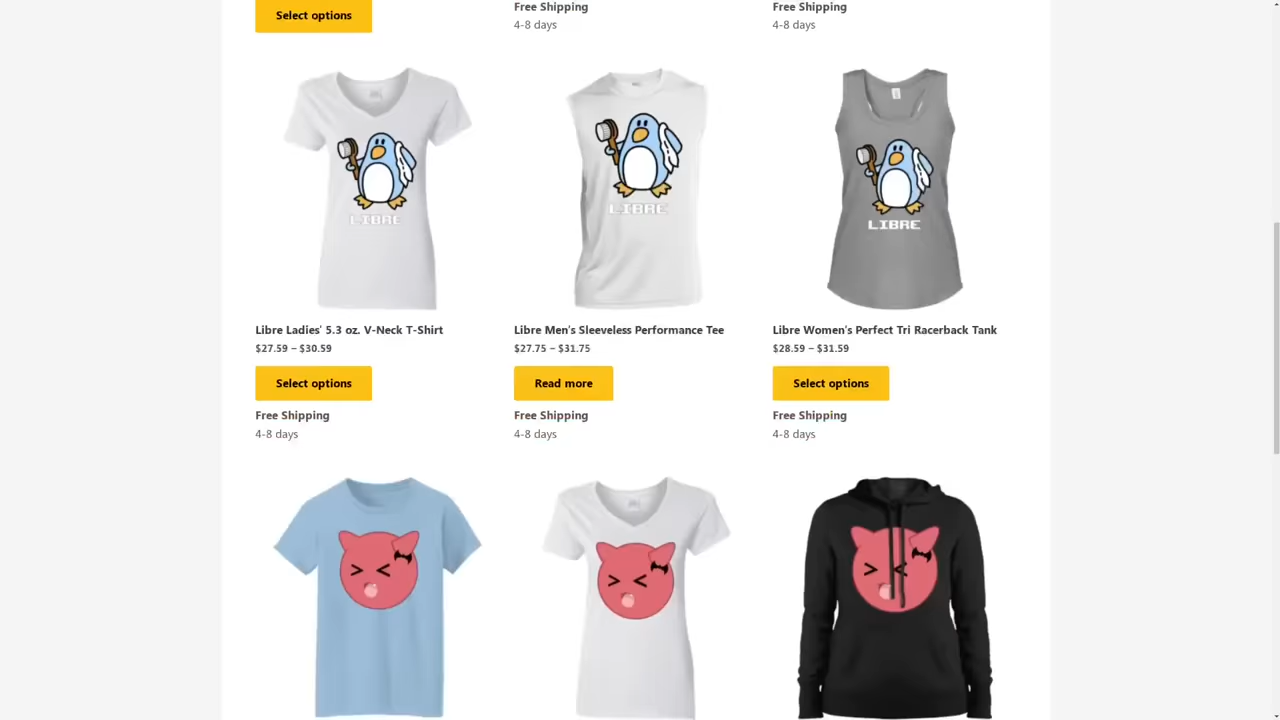 Select options
Free Shipping
4-8 days
Free Shipping
4-8 days
LIBRE
LIBRE
LIBRE
Libre Ladies' 5.3 oz. V-Neck T-Shirt
$27.59 – $30.59
Select options
Free Shipping
4-8 days
Libre Men's Sleeveless Performance Tee
$27.75 – $31.75
Read more
Free Shipping
4-8 days
Libre Women's Perfect Tri Racerback Tank
$28.59 – $31.59
Select options
Free Shipping
4-8 days